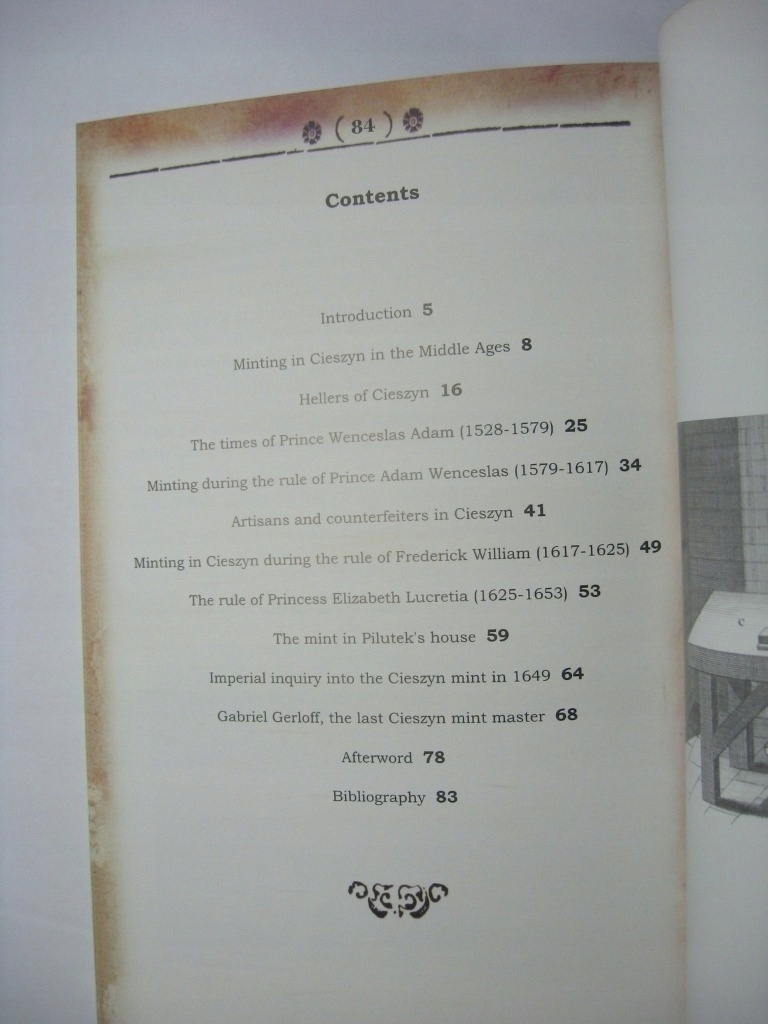 ( 84 )
Contents
Introduction 5
Minting in Cieszyn in the Middle Ages 8
Hellers of Cieszyn 16
The times of Prince Wenceslas Adam (1528-1579) 25
Minting during the rule of Prince Adam Wenceslas (1579-1617) 34
Artisans and counterfeiters in Cieszyn 41
Minting in Cieszyn during the rule of Frederick William (1617-1625) 49
The rule of Princess Elizabeth Lucretia (1625-1653) 53
The mint in Pilutek's house 59
Imperial inquiry into the Cieszyn mint in 1649 64
Gabriel Gerloff, the last Cieszyn mint master 68
Afterword 78
Bibliography 83
c